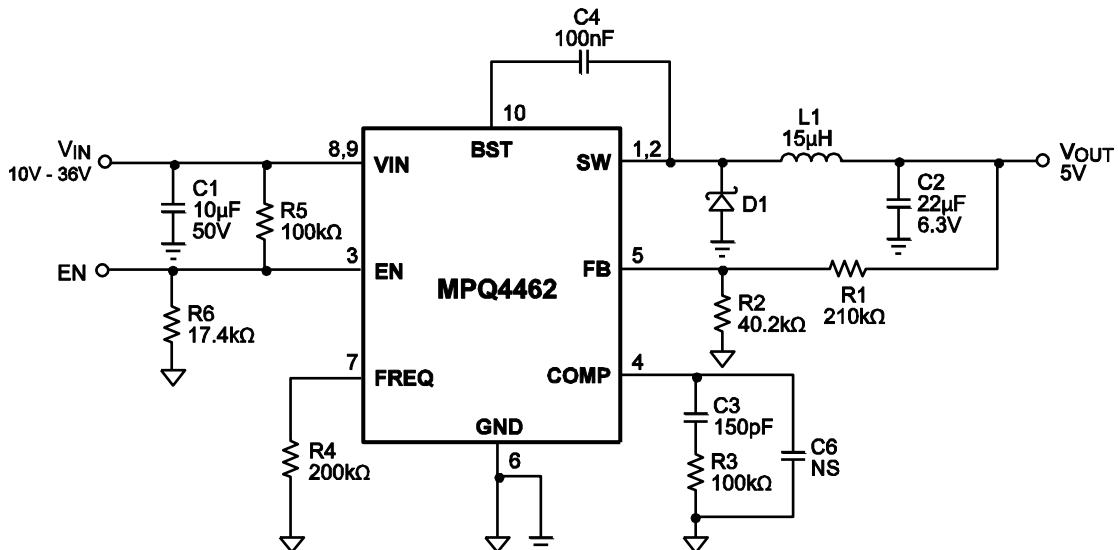 C4
100nF
10
BST
L1
15µH
VIN
10V - 36V
8,9
VIN
SW
1,2
VOUT
5V
C1
10µF
50V
R5
100kΩ
D1
C2
22µF
6.3V
EN
3
EN
FB
5
MPQ4462
R6
17.4kΩ
R2
40.2kΩ
R1
210kΩ
7
FREQ
COMP
4
GND
6
R4
200kΩ
C3
150pF
R3
100kΩ
C6
NS